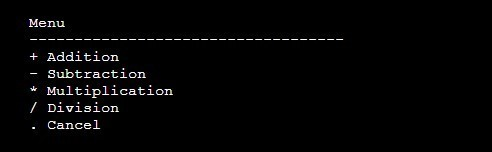 Menu
-----------------------------------
+ Addition
- Subtraction
* Multiplication
/ Division
. Cancel